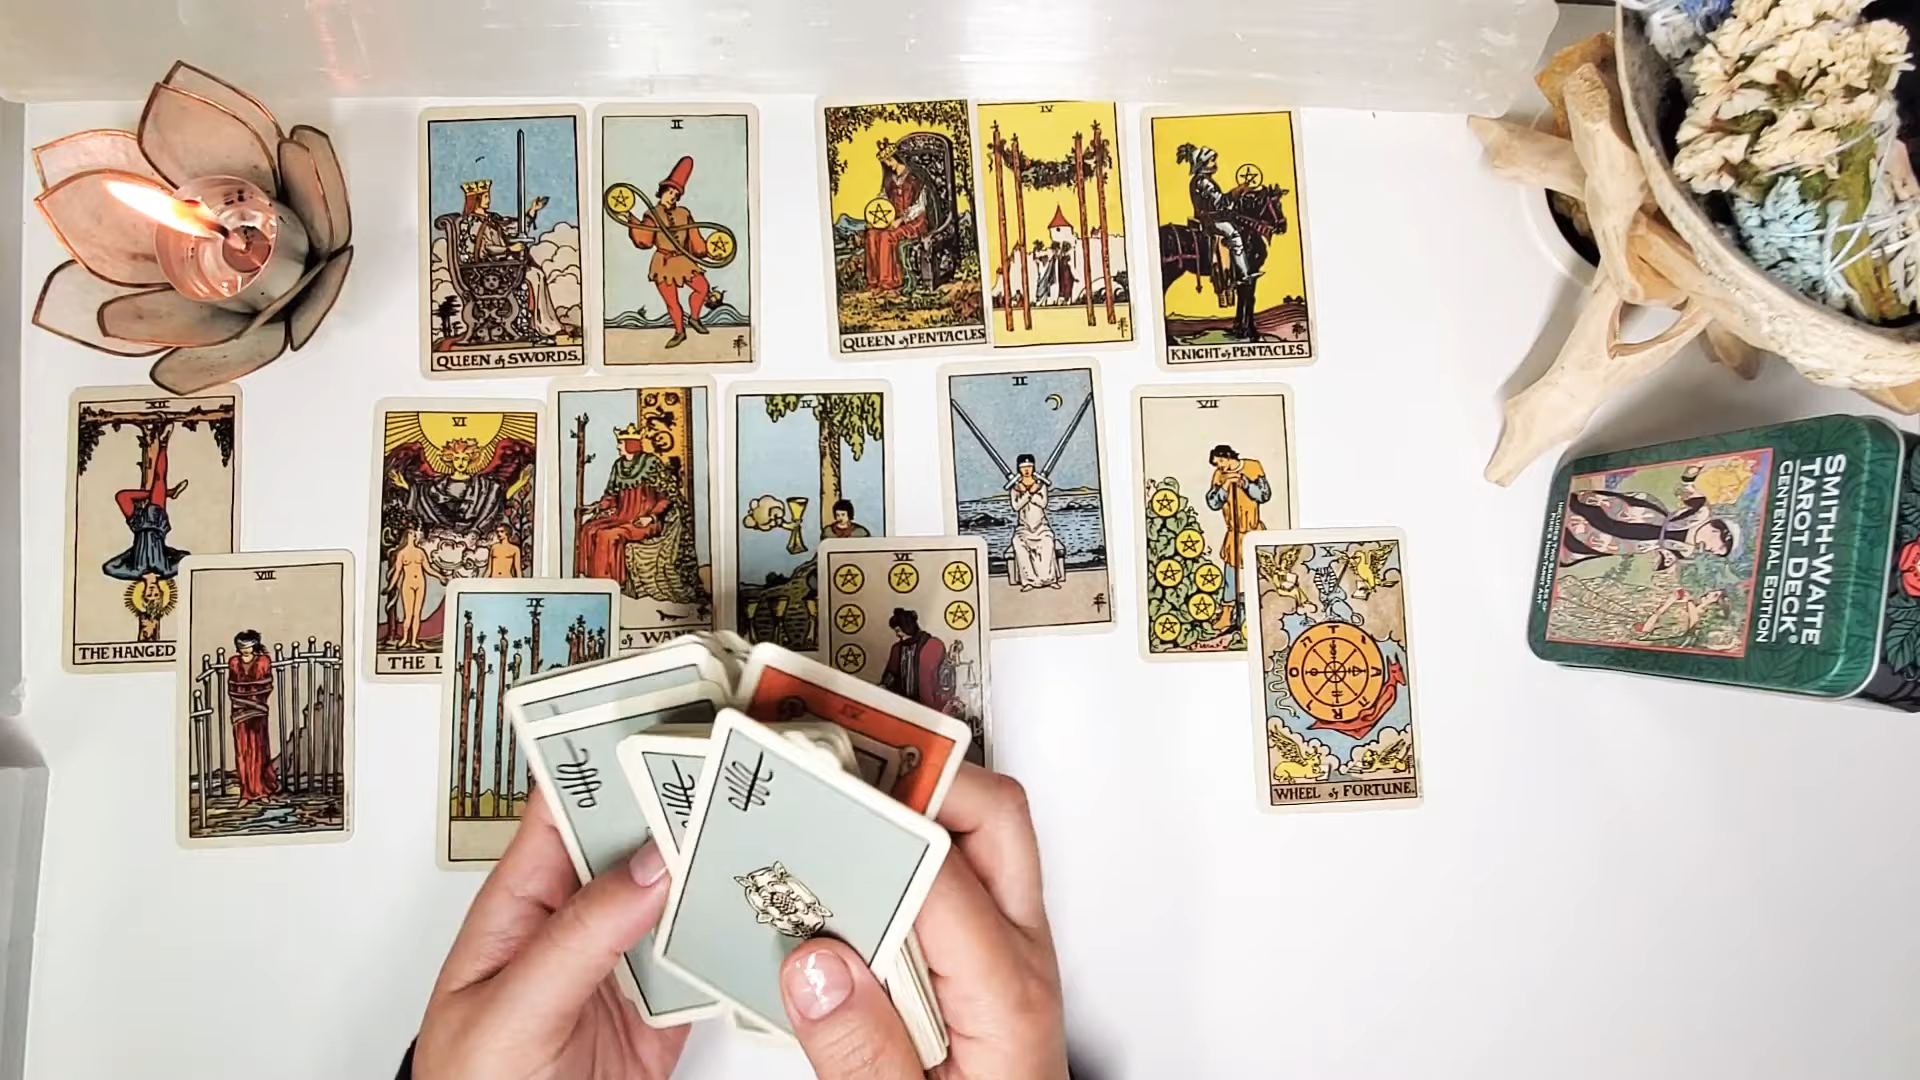 II
IV
QUEEN of SWORDS.
QUEEN of PENTACLES
KNIGHT of PENTACLES.
XII
VI
IV
II
VII
THE HANGED
THE L
of WAN
VIII
IX
VI
X
WHEEL of FORTUNE.
IV
SMITH-WAITE
TAROT DECK
CENTENNIAL EDITION